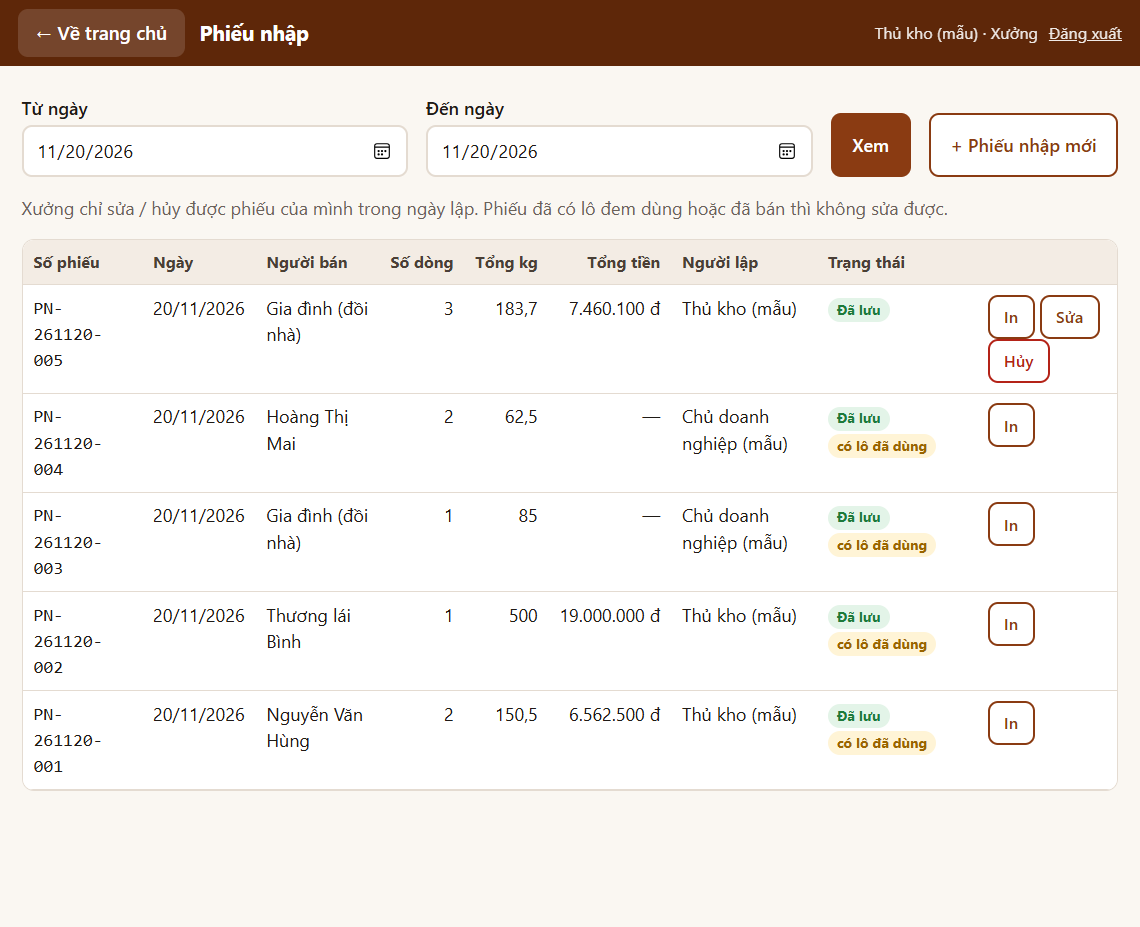 ← Về trang chủ Phiếu nhập Thủ kho (mẫu) · Xưởng Đăng xuất
Từ ngày Đến ngày
11/20/2026 11/20/2026 Xem + Phiếu nhập mới
Xưởng chỉ sửa / hủy được phiếu của mình trong ngày lập. Phiếu đã có lô đem dùng hoặc đã bán thì không sửa được.
Số phiếu Ngày Người bán Số dòng Tổng kg Tổng tiền Người lập Trạng thái
PN- 20/11/2026 Gia đình (đồi 3 183,7 7.460.100 đ Thủ kho (mẫu) Đã lưu In Sửa
261120- nhà)
005 Hủy
PN- 20/11/2026 Hoàng Thị 2 62,5 — Chủ doanh Đã lưu In
261120- Mai nghiệp (mẫu) có lô đã dùng
004
PN- 20/11/2026 Gia đình (đồi 1 85 — Chủ doanh Đã lưu In
261120- nhà) nghiệp (mẫu) có lô đã dùng
003
PN- 20/11/2026 Thương lái 1 500 19.000.000 đ Thủ kho (mẫu) Đã lưu In
261120- Bình có lô đã dùng
002
PN- 20/11/2026 Nguyễn Văn 2 150,5 6.562.500 đ Thủ kho (mẫu) Đã lưu In
261120- Hùng có lô đã dùng
001